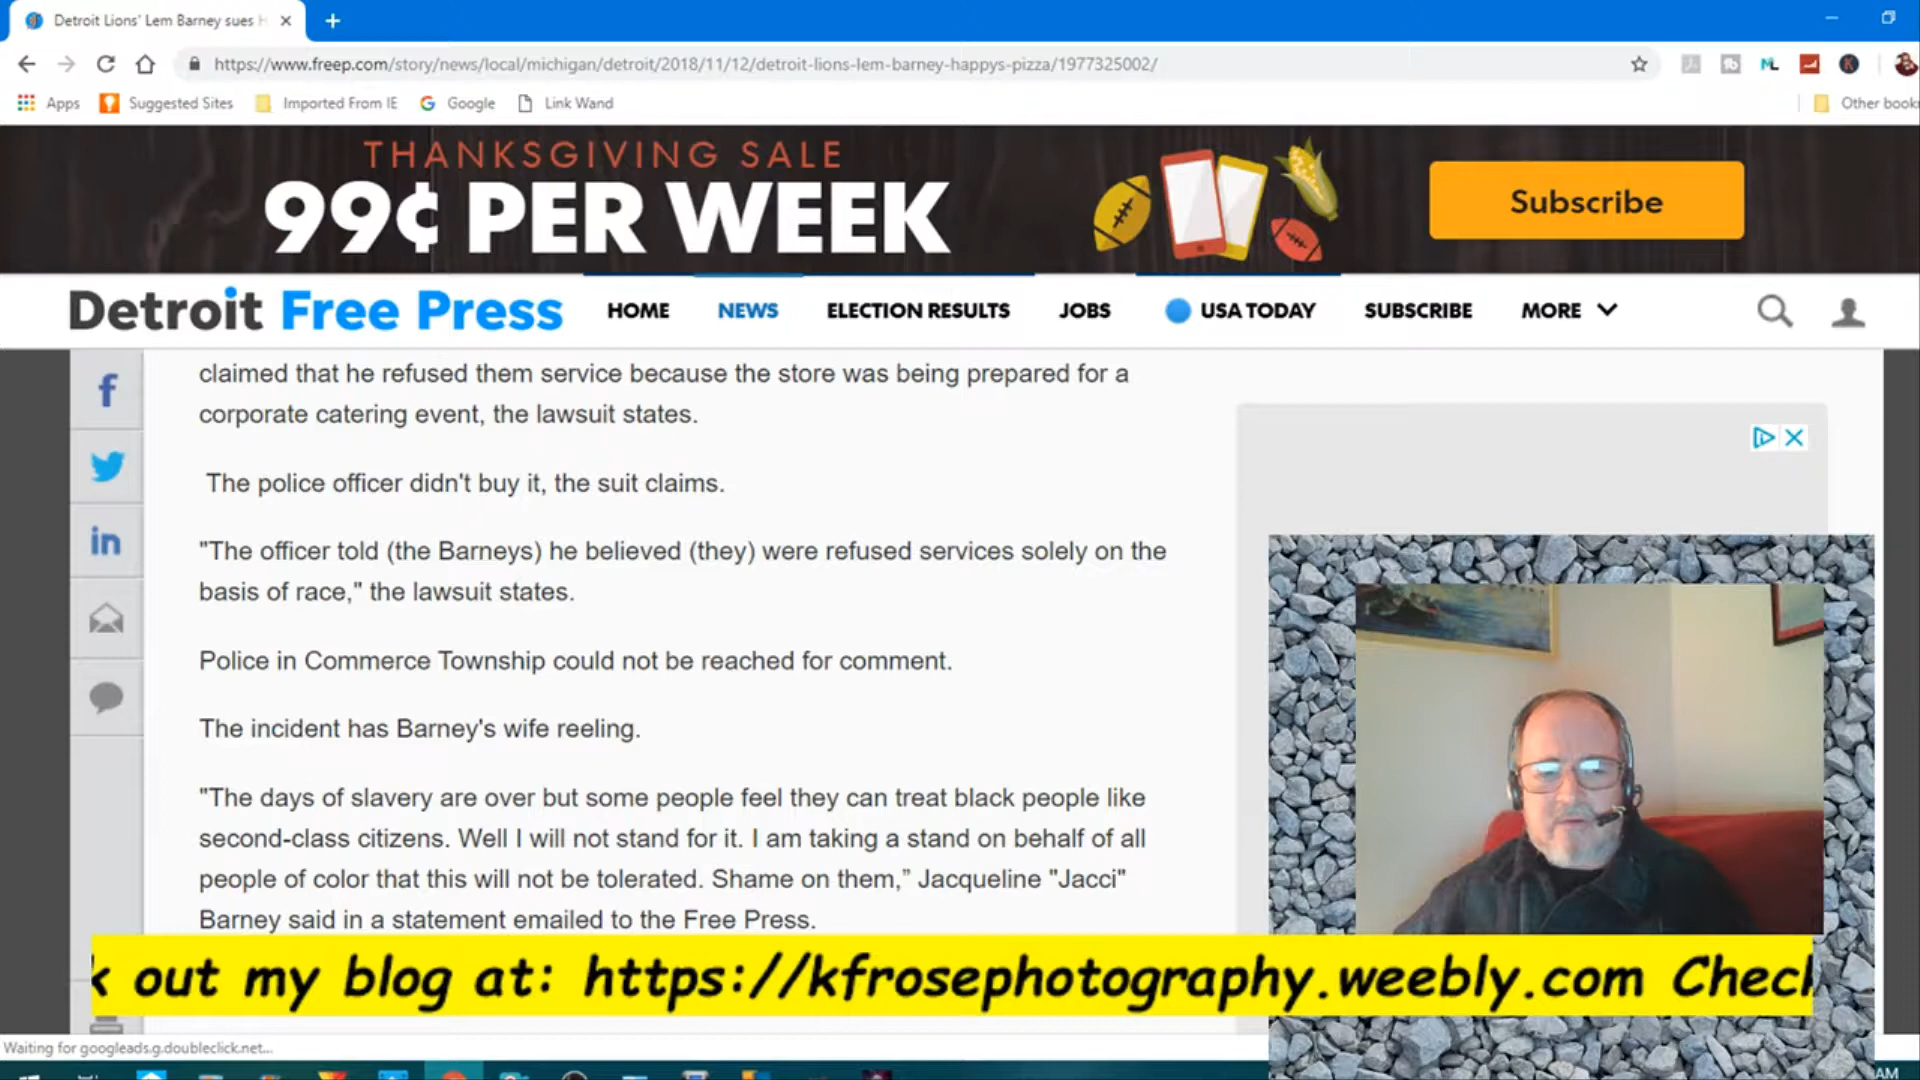 Detroit Lions' Lem Barney sues H
https://www.freep.com/story/news/local/michigan/detroit/2018/11/12/detroit-lions-lem-barney-happys-pizza/1977325002/
Apps Suggested Sites Imported From IE Google Link Wand Other book
THANKSGIVING SALE
99¢ PER WEEK
Subscribe
Detroit Free Press HOME NEWS ELECTION RESULTS JOBS USA TODAY SUBSCRIBE MORE
claimed that he refused them service because the store was being prepared for a
corporate catering event, the lawsuit states.
The police officer didn't buy it, the suit claims.
"The officer told (the Barneys) he believed (they) were refused services solely on the
basis of race," the lawsuit states.
Police in Commerce Township could not be reached for comment.
The incident has Barney's wife reeling.
"The days of slavery are over but some people feel they can treat black people like
second-class citizens. Well I will not stand for it. I am taking a stand on behalf of all
people of color that this will not be tolerated. Shame on them,” Jacqueline "Jacci"
Barney said in a statement emailed to the Free Press.
k out my blog at: https://kfrosephotography.weebly.com Check
Waiting for googleads.g.doubleclick.net...
AM